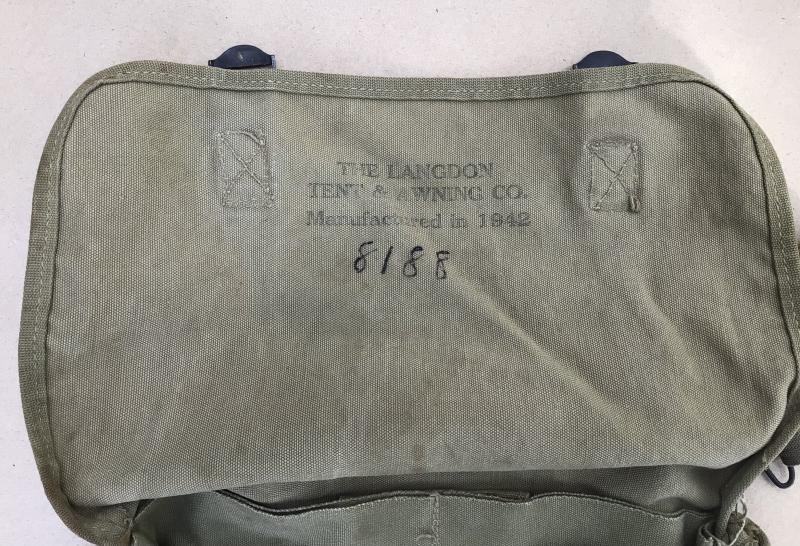 THE LANGDON
TENT & AWNING CO.
Manufactured in 1942
8188